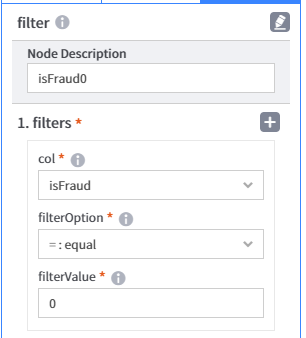 filter
Node Description
isFraud0
1. filters *
col *
isFraud
filterOption *
= : equal
filterValue *
0